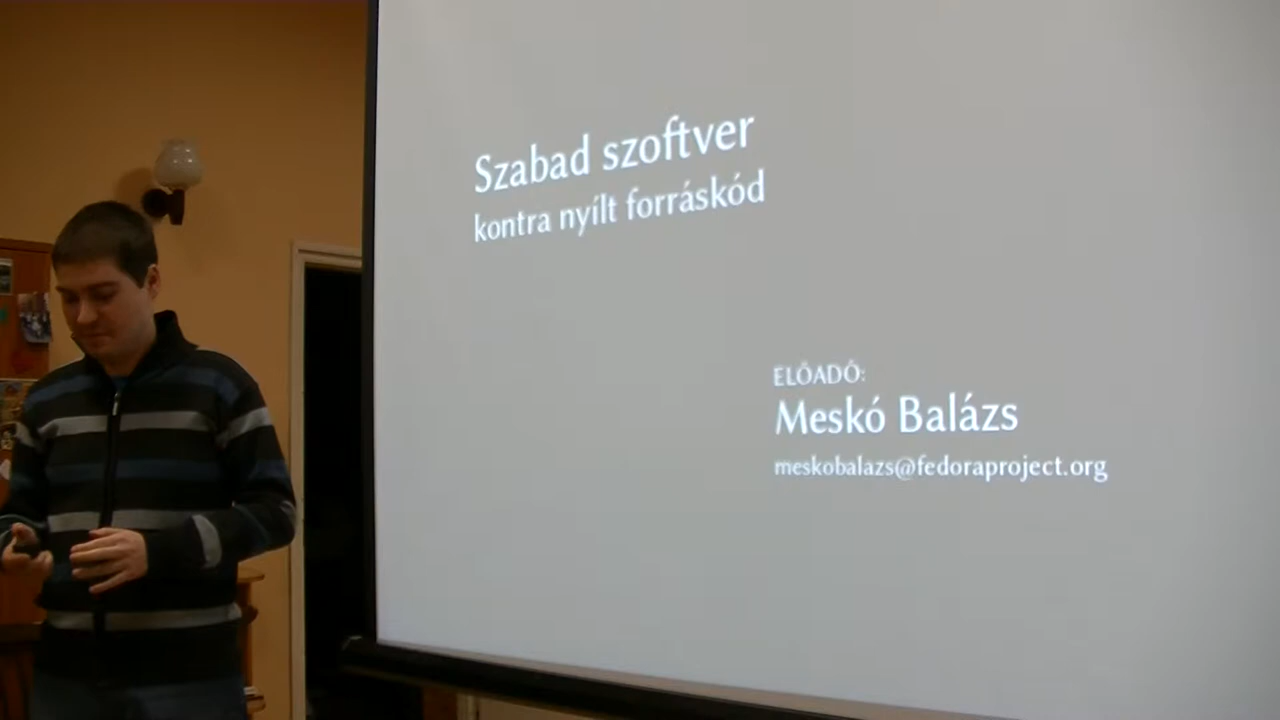 Szabad szoftver
kontra nyílt forráskód
ELŐADÓ:
Meskó Balázs
meskobalazs@fedoraproject.org